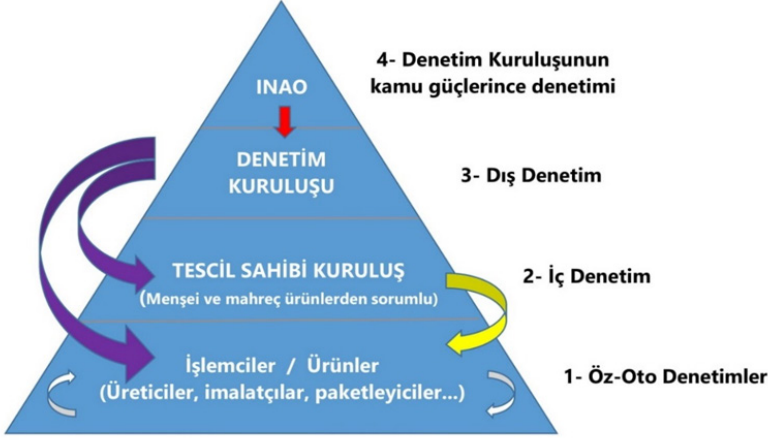 4- Denetim Kuruluşunun
kamu güçlerince denetimi
INAO
DENETİM
KURULUŞU
3- Dış Denetim
TESCİL SAHİBİ KURULUŞ
(Menşei ve mahreç ürünlerden sorumlu)
2- İç Denetim
İşlemciler / Ürünler
(Üreticiler, imalatçılar, paketleyiciler...)
1- Öz-Oto Denetimler